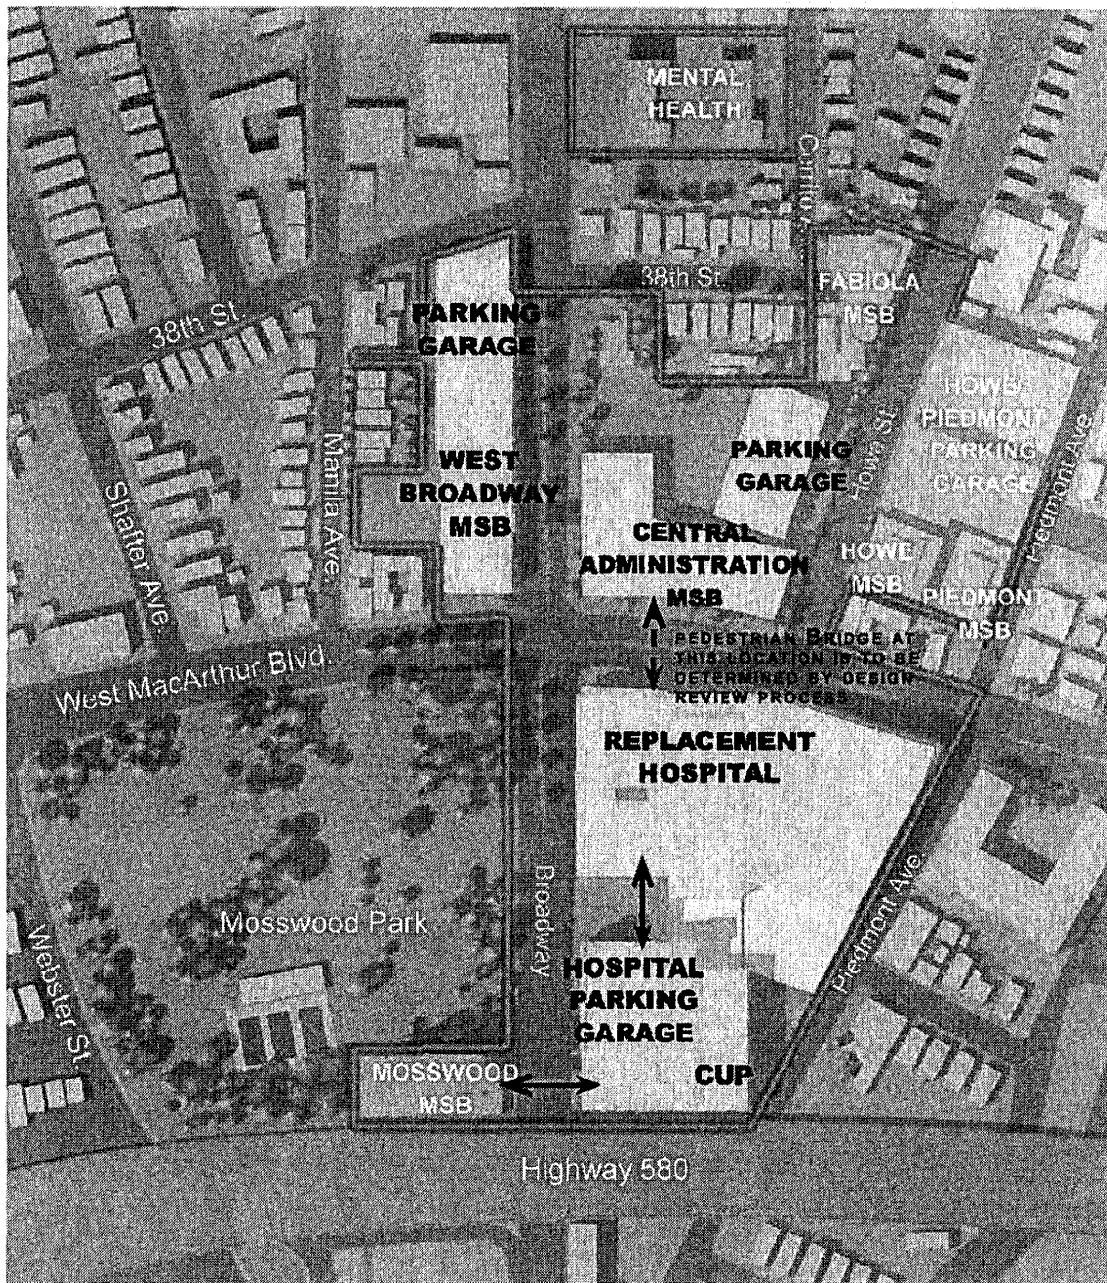 MENTAL
HEALTH
38th St.
FABIOLA
MSB
38th St.
PARKING
GARAGE
HOWE/
PIEDMONT
PARKING
GARAGE
WEST
BROADWAY
MSB
PARKING
GARAGE
Howe St.
Piedmont Ave.
Manila Ave.
Shafter Ave.
CENTRAL
ADMINISTRATION
MSB
HOWE
MSB
PIEDMONT
MSB
PEDESTRIAN BRIDGE AT
THIS LOCATION IS TO BE
DETERMINED BY DESIGN
REVIEW PROCESS
West MacArthur Blvd.
REPLACEMENT
HOSPITAL
Broadway
Piedmont Ave.
Mosswood Park
Webster St.
HOSPITAL
PARKING
GARAGE
CUP
MOSSWOOD
MSB
Highway 580